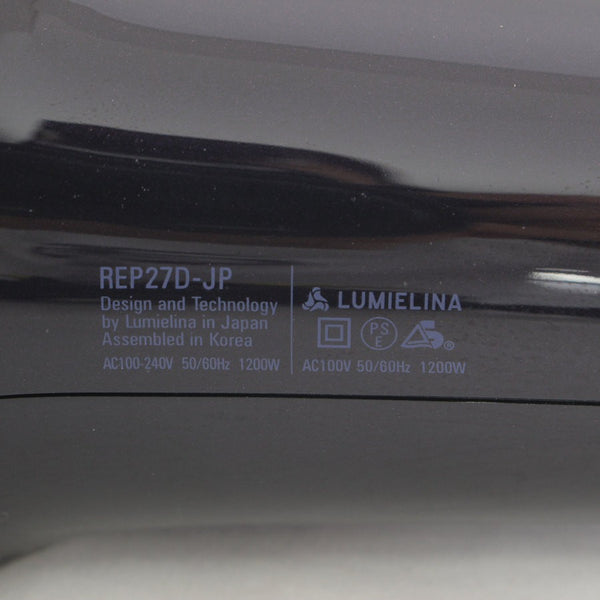 REP27D-JP
Design and Technology
by Lumielina in Japan
Assembled in Korea
AC100-240V 50/60Hz 1200W
LUMIELINA
PS
E
S®
AC100V 50/60Hz 1200W